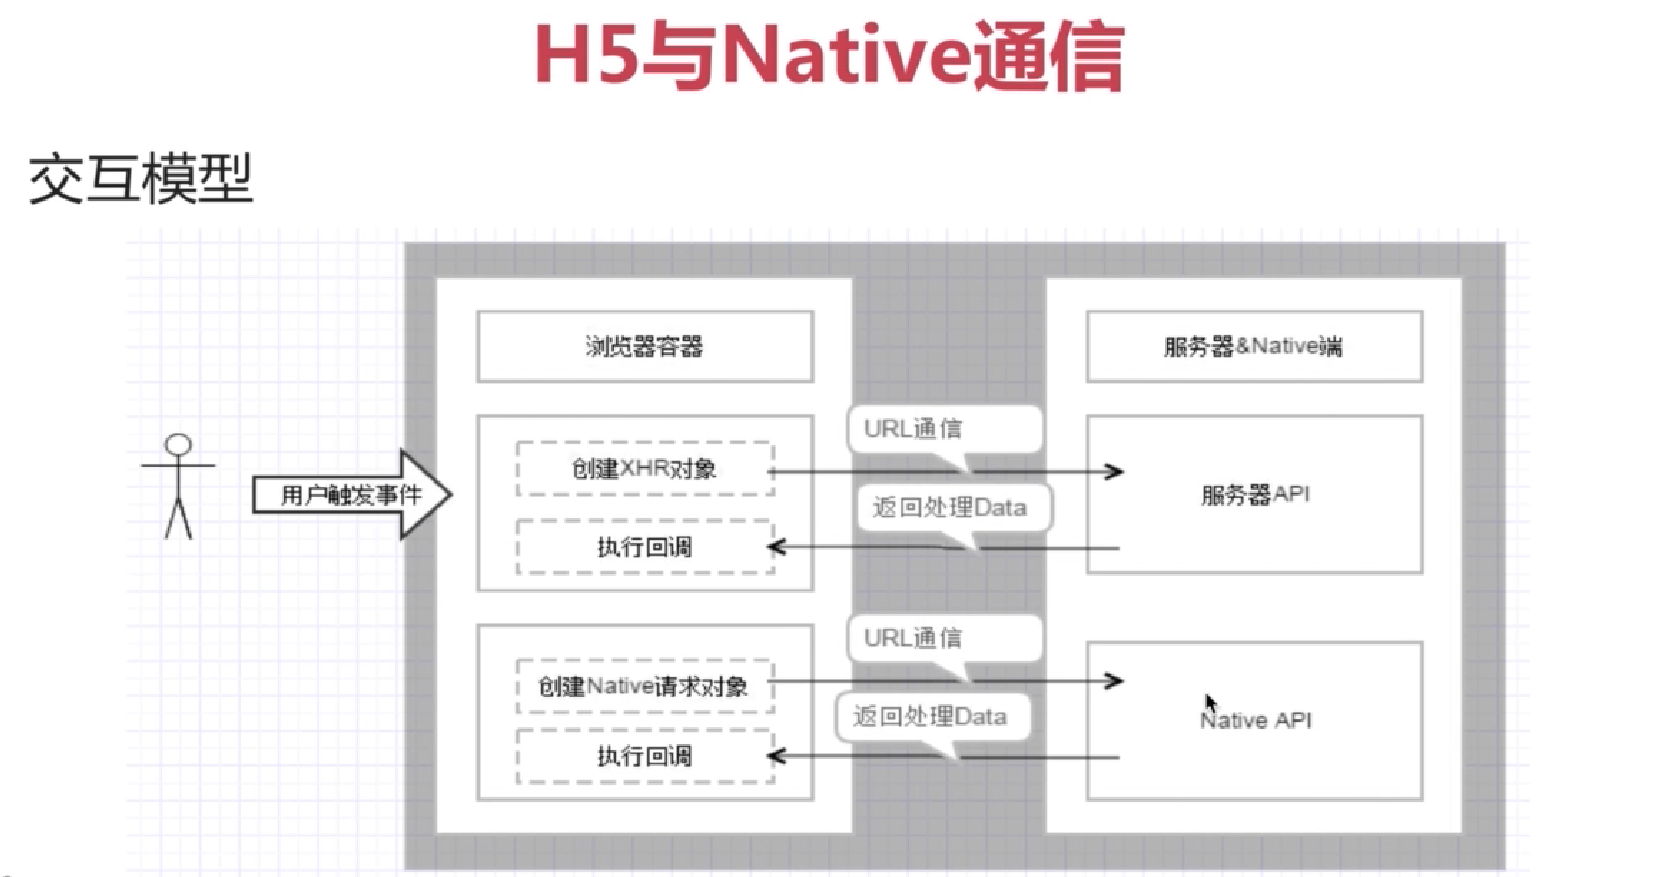 H5与Native通信
交互模型
浏览器容器
服务器&Native端
用户触发事件
创建XHR对象
URL通信
返回处理Data
执行回调
服务器API
创建Native请求对象
URL通信
返回处理Data
执行回调
Native API